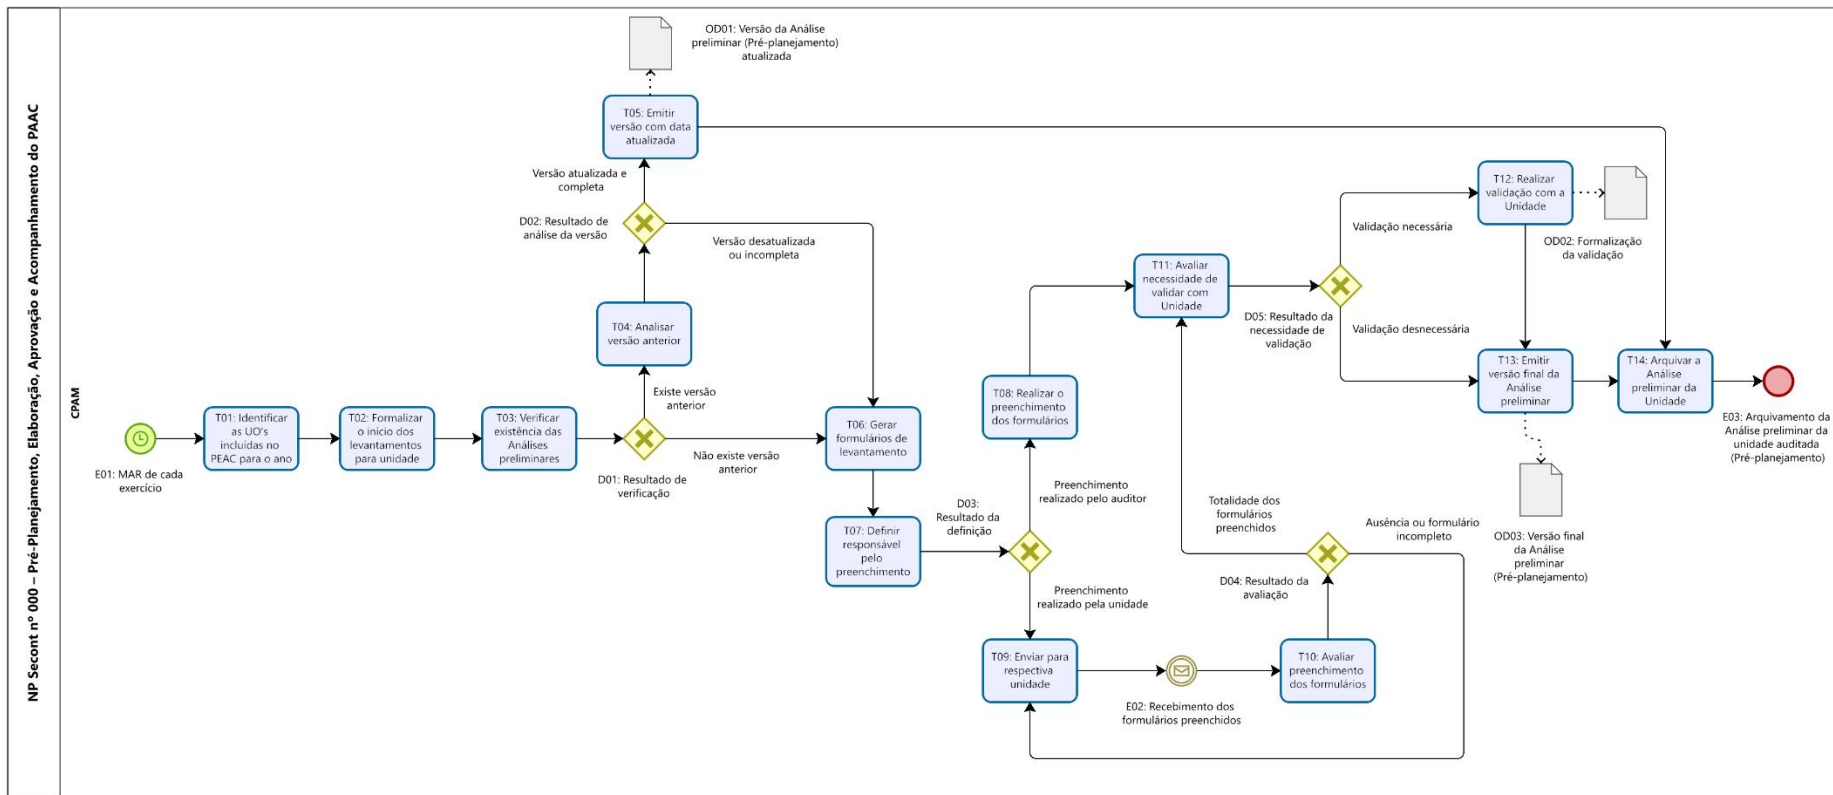 NP Secont nº 000 – Pré-Planejamento, Elaboração, Aprovação e Acompanhamento do PAAC
CPAM
E01: MAR de cada
exercício
T01: Identificar
as UO's
incluídas no
PEAC para o ano
T02: Formalizar
o início dos
levantamentos
para unidade
T03: Verificar
existência das
Análises
preliminares
D01: Resultado de
verificação
Existe versão
anterior
Não existe versão
anterior
T04: Analisar
versão anterior
D02: Resultado de
análise da versão
Versão atualizada e
completa
Versão desatualizada
ou incompleta
T05: Emitir
versão com data
atualizada
OD01: Versão da Análise
preliminar (Pré-planejamento)
atualizada
T06: Gerar
formulários de
levantamento
T07: Definir
responsável
pelo
preenchimento
D03:
Resultado da
definição
Preenchimento
realizado pelo auditor
Preenchimento
realizado pela unidade
T08: Realizar o
preenchimento
dos formulários
T09: Enviar para
respectiva
unidade
E02: Recebimento dos
formulários preenchidos
T10: Avaliar
preenchimento
dos formulários
D04: Resultado da
avaliação
Totalidade dos
formulários
preenchidos
Ausência ou formulário
incompleto
T11: Avaliar
necessidade de
validar com
Unidade
D05: Resultado da
necessidade de
validação
Validação necessária
Validação desnecessária
T12: Realizar
validação com a
Unidade
OD02: Formalização
da validação
T13: Emitir
versão final da
Análise
preliminar
OD03: Versão final
da Análise
preliminar
(Pré-planejamento)
T14: Arquivar a
Análise
preliminar da
Unidade
E03: Arquivamento da
Análise preliminar da
unidade auditada
(Pré-planejamento)